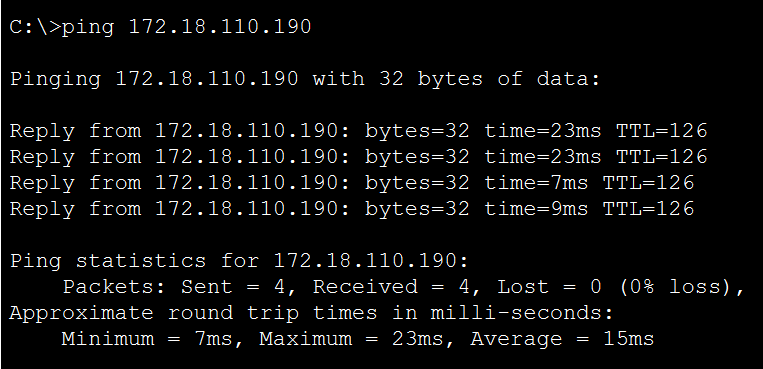 C:\>ping 172.18.110.190
Pinging 172.18.110.190 with 32 bytes of data:
Reply from 172.18.110.190: bytes=32 time=23ms TTL=126
Reply from 172.18.110.190: bytes=32 time=23ms TTL=126
Reply from 172.18.110.190: bytes=32 time=7ms TTL=126
Reply from 172.18.110.190: bytes=32 time=9ms TTL=126
Ping statistics for 172.18.110.190:
    Packets: Sent = 4, Received = 4, Lost = 0 (0% loss),
Approximate round trip times in milli-seconds:
    Minimum = 7ms, Maximum = 23ms, Average = 15ms